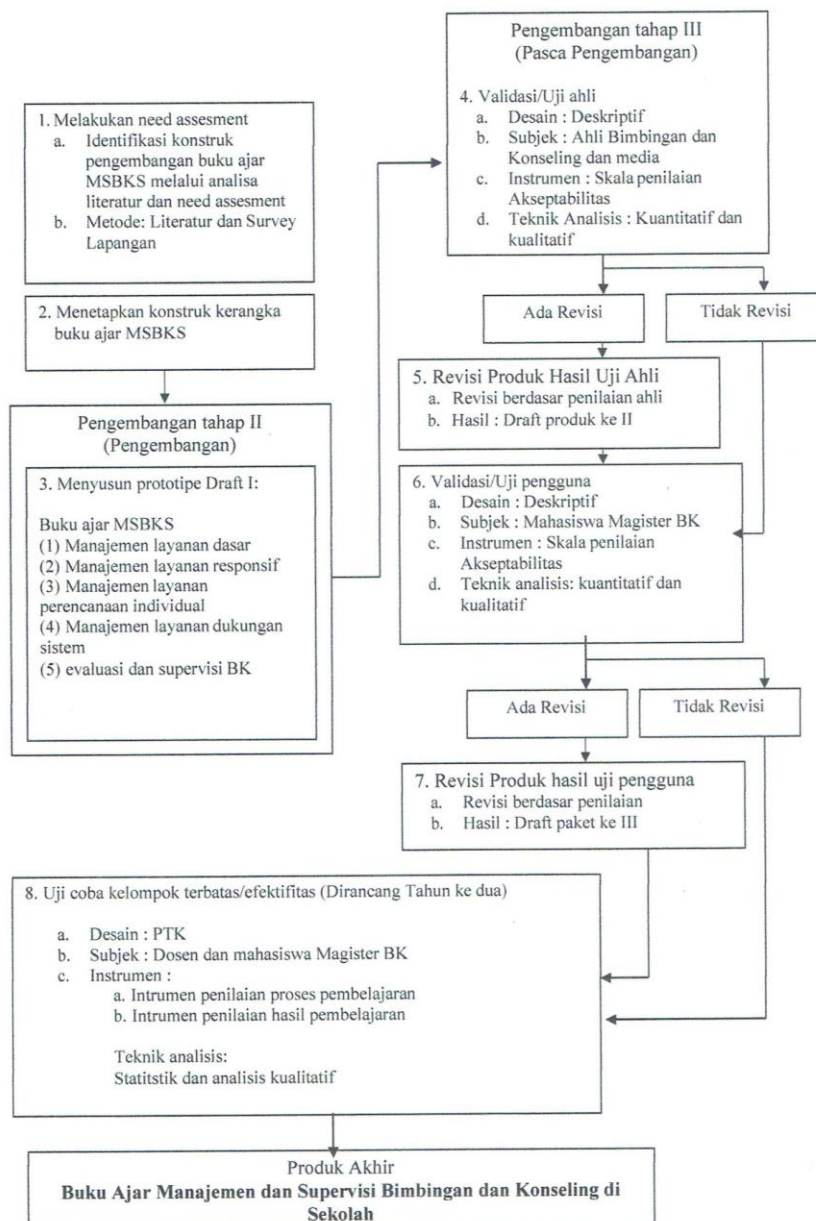 1. Melakukan need assesment
a. Identifikasi konstruk
pengembangan buku ajar
MSBKS melalui analisa
literatur dan need assesment
b. Metode: Literatur dan Survey
Lapangan
2. Menetapkan konstruk kerangka
buku ajar MSBKS
Pengembangan tahap II
(Pengembangan)
3. Menyusun prototipe Draft I:
Buku ajar MSBKS
(1) Manajemen layanan dasar
(2) Manajemen layanan responsif
(3) Manajemen layanan
perencanaan individual
(4) Manajemen layanan dukungan
sistem
(5) evaluasi dan supervisi BK
Pengembangan tahap III
(Pasca Pengembangan)
4. Validasi/Uji ahli
a. Desain : Deskriptif
b. Subjek : Ahli Bimbingan dan
Konseling dan media
c. Instrumen : Skala penilaian
Akseptabilitas
d. Teknik Analisis : Kuantitatif dan
kualitatif
Ada Revisi
Tidak Revisi
5. Revisi Produk Hasil Uji Ahli
a. Revisi berdasar penilaian ahli
b. Hasil : Draft produk ke II
6. Validasi/Uji pengguna
a. Desain : Deskriptif
b. Subjek : Mahasiswa Magister BK
c. Instrumen : Skala penilaian
Akseptabilitas
d. Teknik analisis: kuantitatif dan
kualitatif
Ada Revisi
Tidak Revisi
7. Revisi Produk hasil uji pengguna
a. Revisi berdasar penilaian
b. Hasil : Draft paket ke III
8. Uji coba kelompok terbatas/efektifitas (Dirancang Tahun ke dua)
a. Desain : PTK
b. Subjek : Dosen dan mahasiswa Magister BK
c. Instrumen :
a. Intrumen penilaian proses pembelajaran
b. Intrumen penilaian hasil pembelajaran
Teknik analisis:
Statitstik dan analisis kualitatif
Produk Akhir
Buku Ajar Manajemen dan Supervisi Bimbingan dan Konseling di
Sekolah